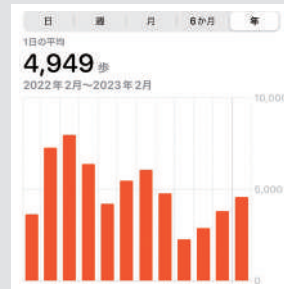 日 週 月 6か月 年
1日の平均
4,949 歩
2022年2月~2023年2月
10,000
5,000
0